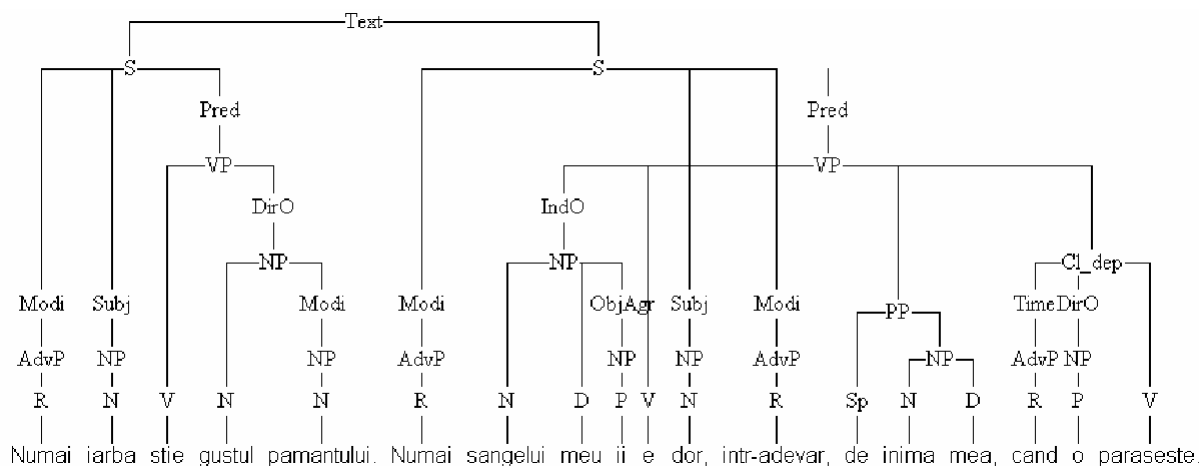 Text
S S
Pred Pred
VP VP
DirO IndO
NP NP Cl_dep
Modi Subj Modi Modi ObjAgr Subj Modi PP Time DirO
AdvP NP NP AdvP NP NP AdvP NP AdvP NP
R N V N N R N D P V N R Sp N D R P V
Numai iarba stie gustul pamantului. Numai sangelui meu ii e dor, intr-adevar, de inima mea, cand o paraseste